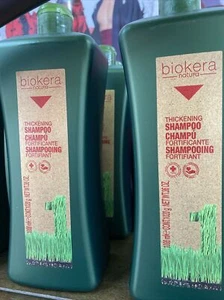 biokera
natura
THICKENING
SHAMPOO
CHAMPÚ
FORTIFICANTE
SHAMPOOING
FORTIFIANT
biokera
natura
THICKENING
SHAMPOO
CHAMPÚ
FORTIFICANTE
SHAMPOOING
FORTIFIANT